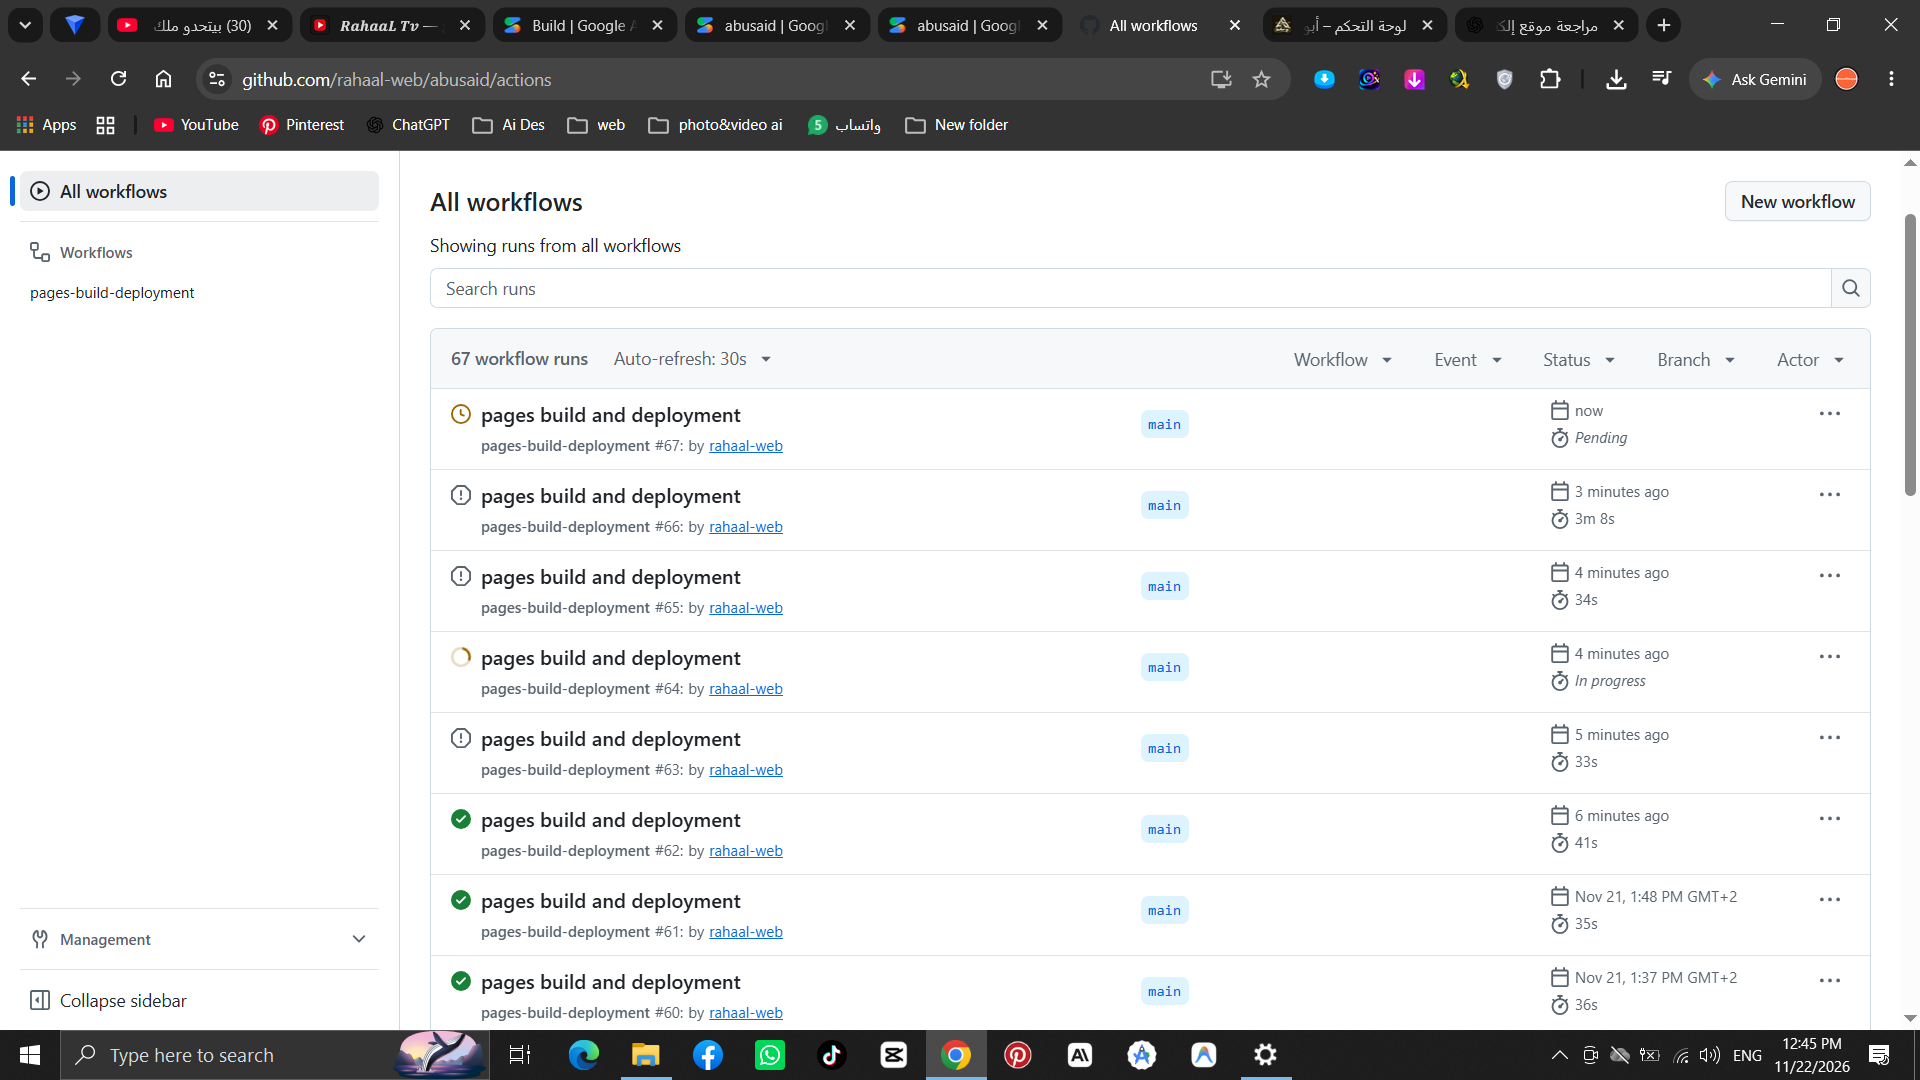 (30) بيتحدو ملك
RahaaL Tv —
Build | Google A
abusaid | Googl
abusaid | Googl
All workflows
لوحة التحكم – أبو
مراجعة موقع إلك
github.com/rahaal-web/abusaid/actions
Ask Gemini
Apps
YouTube
Pinterest
ChatGPT
Ai Des
web
photo&video ai
5 واتساب
New folder
All workflows
Workflows
pages-build-deployment
Management
Collapse sidebar
All workflows
New workflow
Showing runs from all workflows
Search runs
67 workflow runs Auto-refresh: 30s Workflow Event Status Branch Actor
pages build and deployment
pages-build-deployment #67: by rahaal-web
main
now
Pending
pages build and deployment
pages-build-deployment #66: by rahaal-web
main
3 minutes ago
3m 8s
pages build and deployment
pages-build-deployment #65: by rahaal-web
main
4 minutes ago
34s
pages build and deployment
pages-build-deployment #64: by rahaal-web
main
4 minutes ago
In progress
pages build and deployment
pages-build-deployment #63: by rahaal-web
main
5 minutes ago
33s
pages build and deployment
pages-build-deployment #62: by rahaal-web
main
6 minutes ago
41s
pages build and deployment
pages-build-deployment #61: by rahaal-web
main
Nov 21, 1:48 PM GMT+2
35s
pages build and deployment
pages-build-deployment #60: by rahaal-web
main
Nov 21, 1:37 PM GMT+2
36s
Type here to search
ENG
12:45 PM
11/22/2026